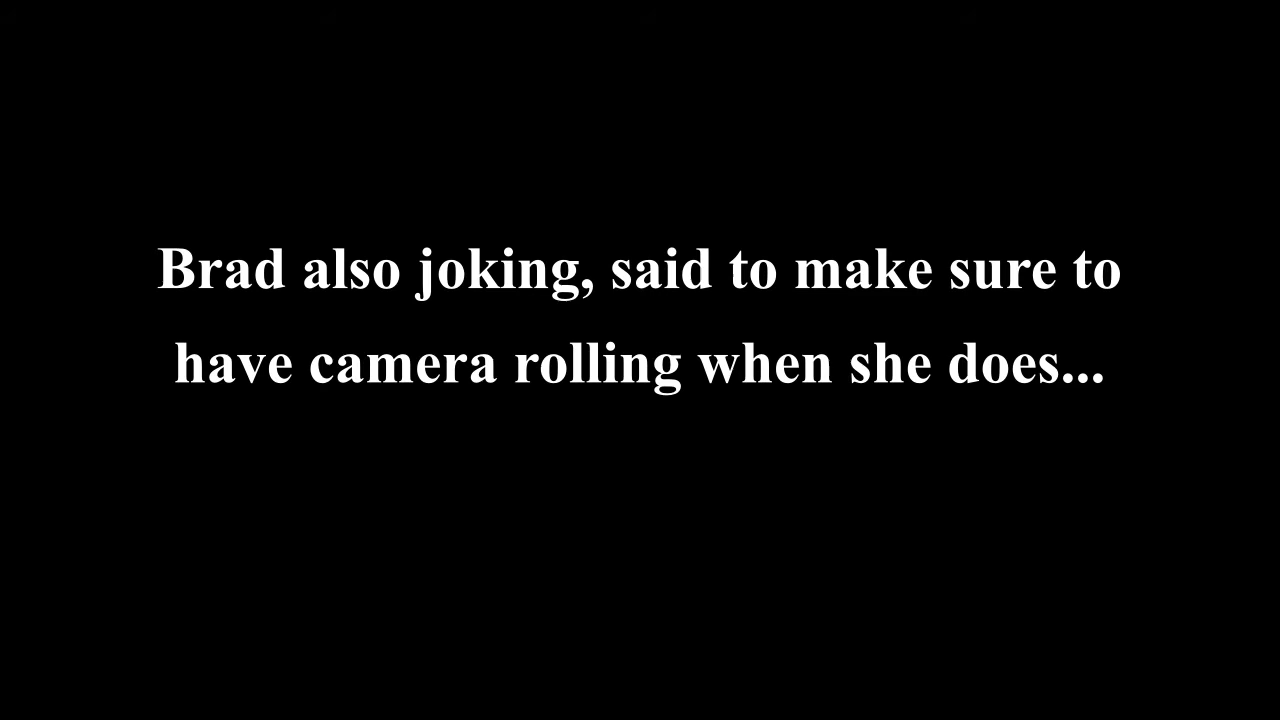 Brad also joking, said to make sure to
have camera rolling when she does...